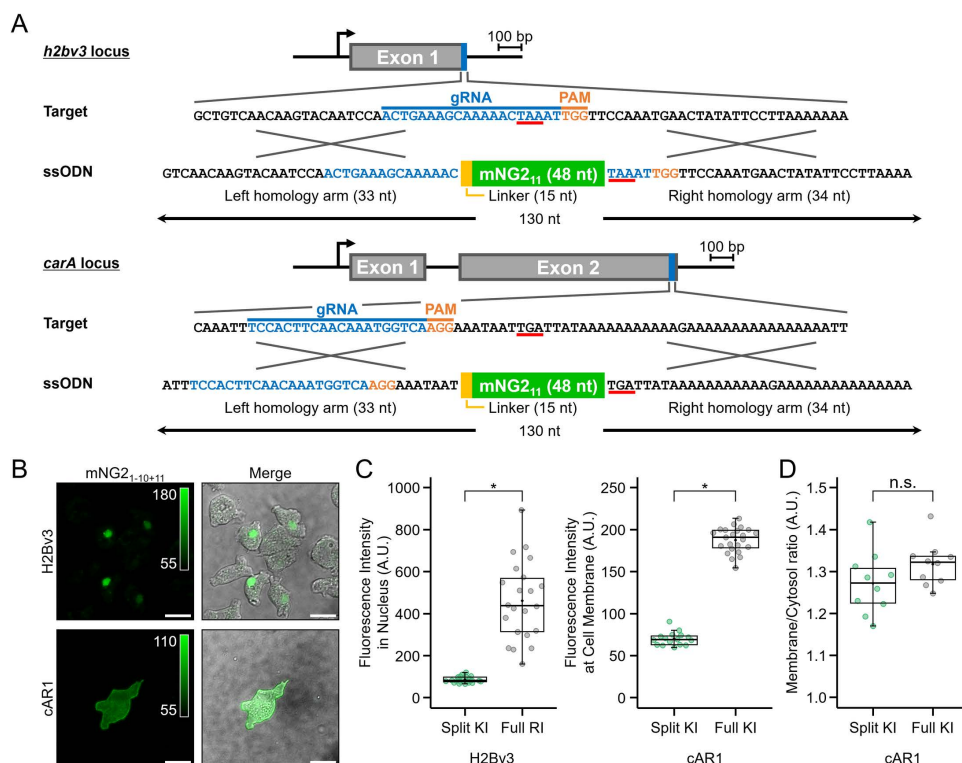 A
h2bv3 locus
Exon 1
100 bp
gRNA PAM
Target GCTGTCAACAAGTACAATCCAACTGAAAGCAAAAACTAAATTGGTTCCAAATGAACTATATTCCTTAAAAAAA
ssODN GTCAACAAGTACAATCCAACTGAAAGCAAAAAC mNG2₁₁ (48 nt) TAAATTGGTTCCAAATGAACTATATTCCTTAAAA
Left homology arm (33 nt) Linker (15 nt) Right homology arm (34 nt)
130 nt
carA locus
Exon 1 Exon 2
100 bp
gRNA PAM
Target CAAATTTCCACTTCAACAAATGGTCAAGGAAATAATTGATTATAAAAAAAAAAAGAAAAAAAAAAAAAAAATT
ssODN ATTTCCACTTCAACAAATGGTCAAGGAAATAAT mNG2₁₁ (48 nt) TGATTATAAAAAAAAAAAGAAAAAAAAAAAAAAA
Left homology arm (33 nt) Linker (15 nt) Right homology arm (34 nt)
130 nt
B
mNG2₁₋₁₀₊₁₁ Merge
H2Bv3
180
55
cAR1
110
55
C
Fluorescence Intensity
in Nucleus (A.U.)
1000
800
600
400
200
0
*
Split KI Full RI
H2Bv3
Fluorescence Intensity
at Cell Membrane (A.U.)
250
200
150
100
50
0
*
Split KI Full KI
cAR1
D
Membrane/Cytosol ratio (A.U.)
1.5
1.4
1.3
1.2
1.1
1.0
n.s.
Split KI Full KI
cAR1